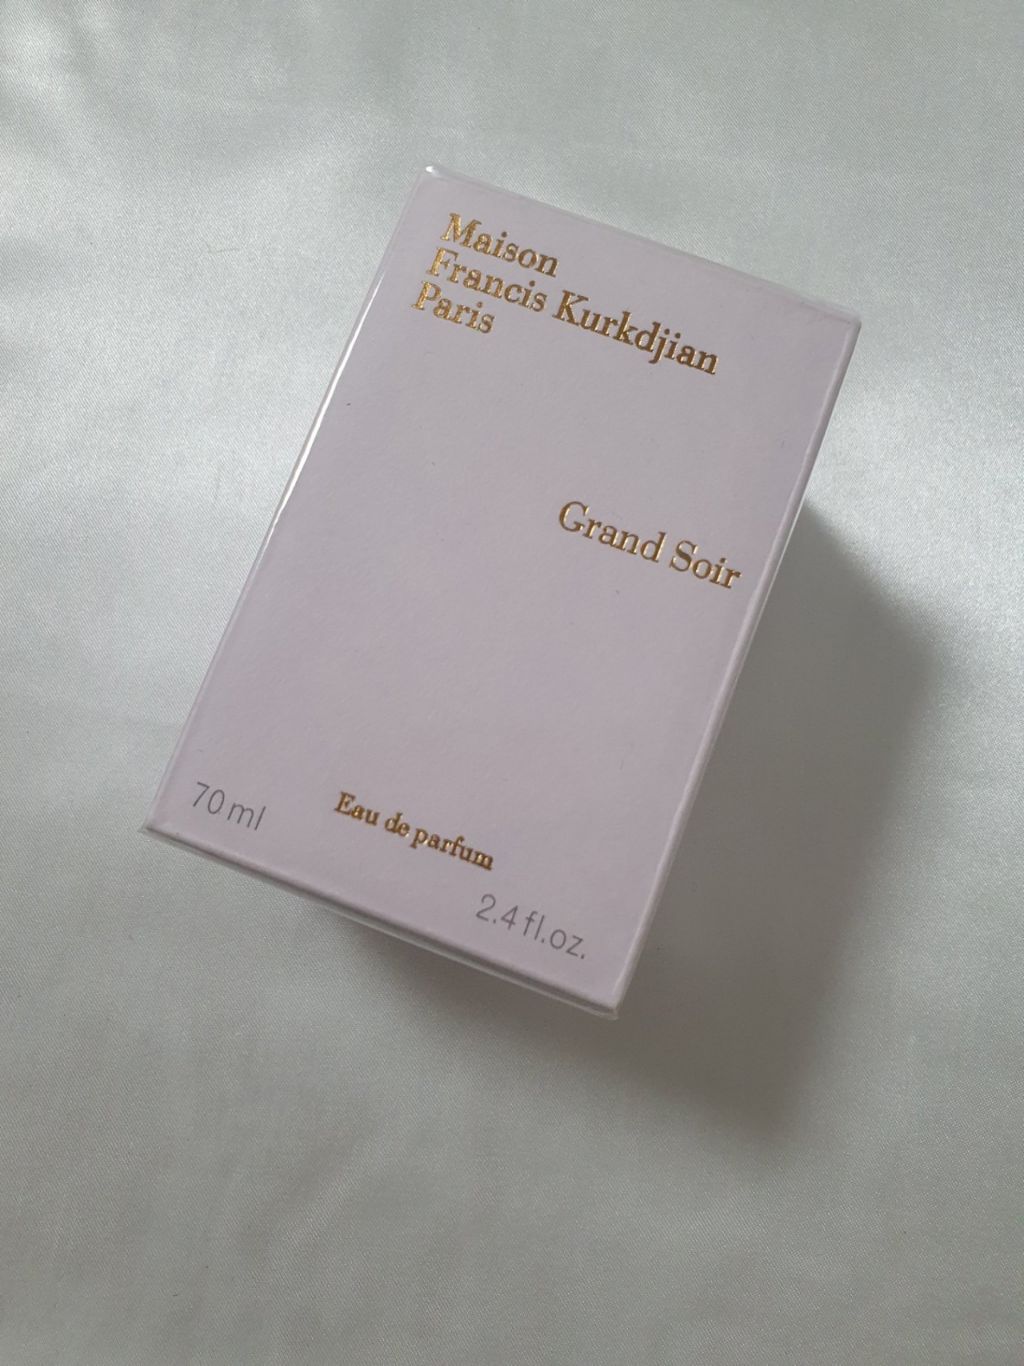 Maison
Francis Kurkdjian
Paris
Grand Soir
70 ml
Eau de parfum
2.4 fl.oz.